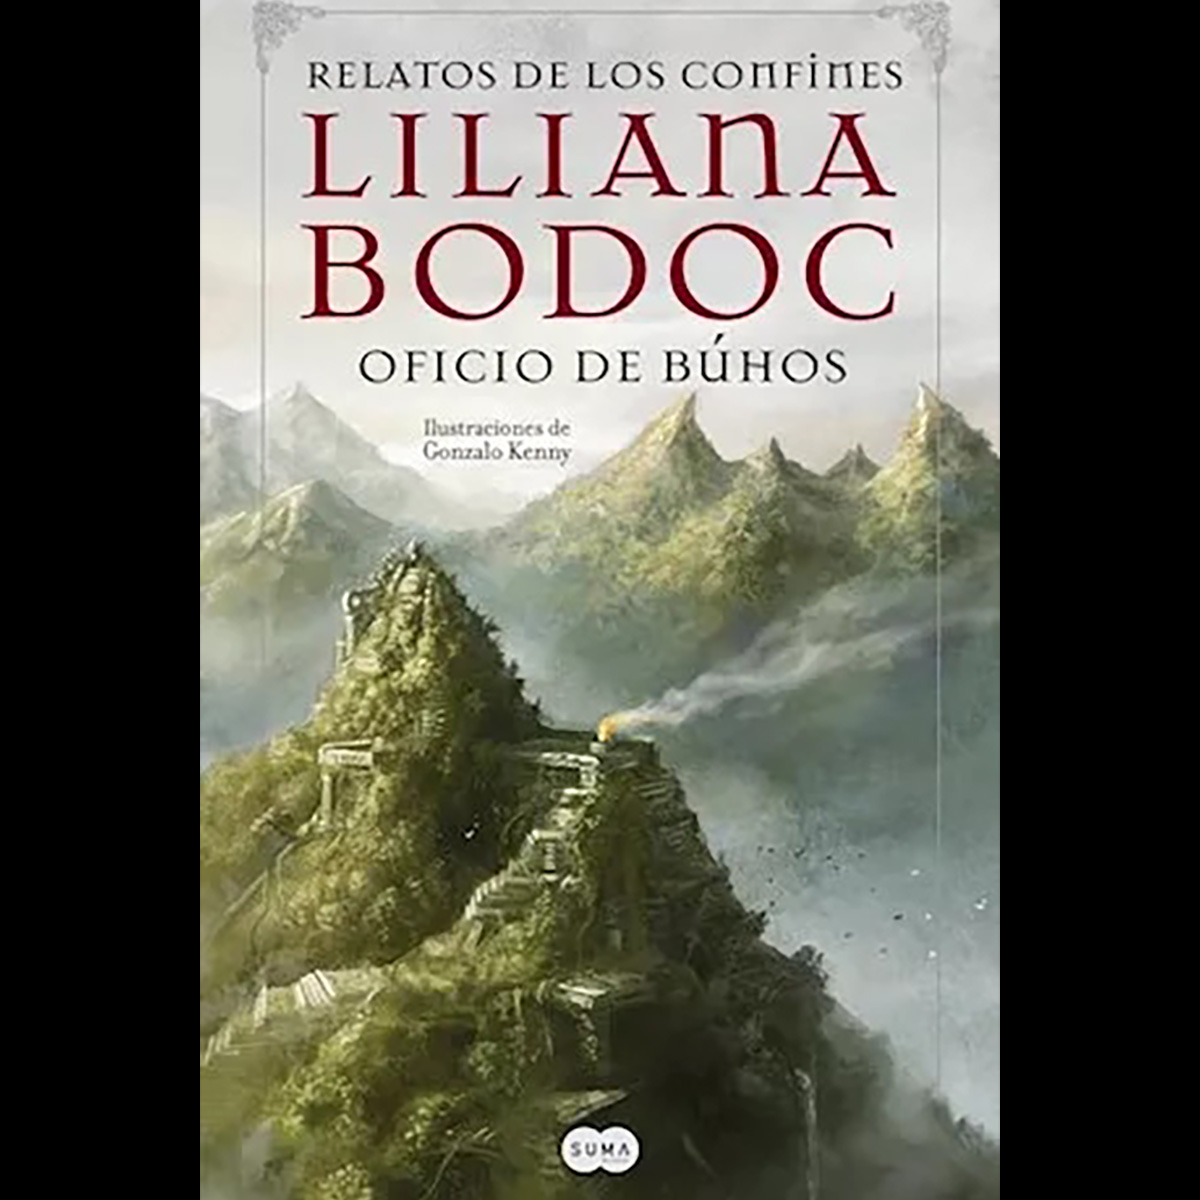 RELATOS DE LOS CONFINES
LILIANA
BODOC
OFICIO DE BÚHOS
Ilustraciones de
Gonzalo Kenny
SUMA